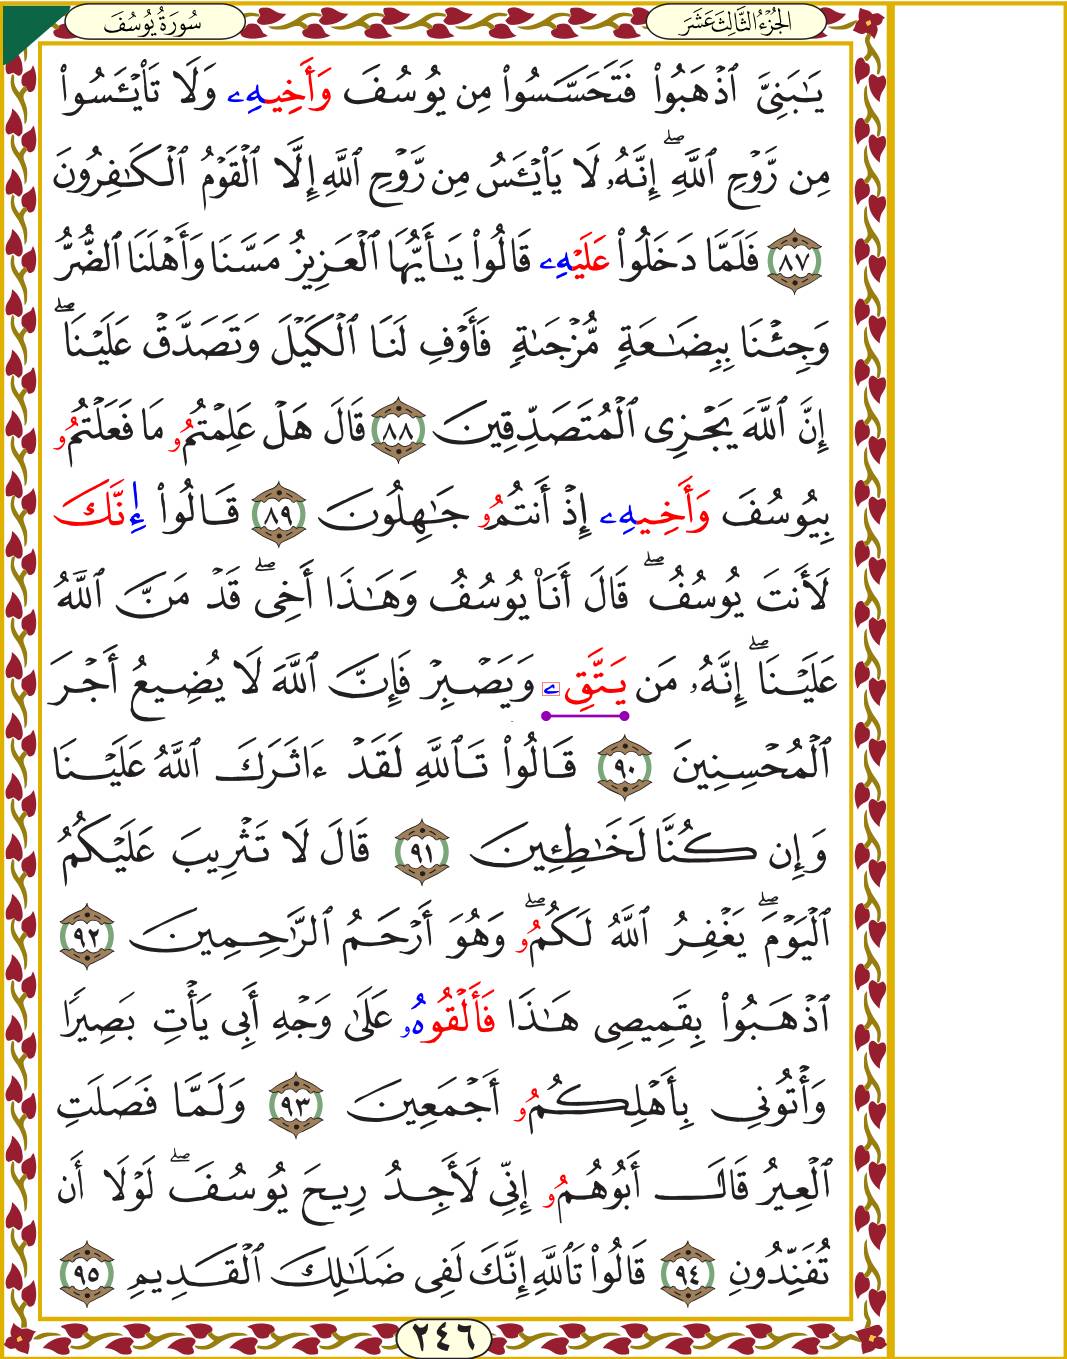 الجُزْءُ الثَّالِثَ عَشَرَ
سُورَةُ يُوسُفَ
يَـٰبَنِىَّ ٱذْهَبُوا۟ فَتَحَسَّسُوا۟ مِن يُوسُفَ وَأَخِيهِۦ وَلَا تَا۟يْـَٔسُوا۟
مِن رَّوْحِ ٱللَّهِۖ إِنَّهُۥ لَا يَا۟يْـَٔسُ مِن رَّوْحِ ٱللَّهِ إِلَّا ٱلْقَوْمُ ٱلْكَـٰفِرُونَ
٨٧ فَلَمَّا دَخَلُوا۟ عَلَيْهِۦ قَالُوا۟ يَـٰٓأَيُّهَا ٱلْعَزِيزُ مَسَّنَا وَأَهْلَنَا ٱلضُّرُّ
وَجِئْنَا بِبِضَـٰعَةٍ مُّزْجَىٰةٍ فَأَوْفِ لَنَا ٱلْكَيْلَ وَتَصَدَّقْ عَلَيْنَاۖ
إِنَّ ٱللَّهَ يَجْزِى ٱلْمُتَصَدِّقِينَ ٨٨ قَالَ هَلْ عَلِمْتُمُۥ مَا فَعَلْتُمُۥ
بِيُوسُفَ وَأَخِيهِۦ إِذْ أَنتُمُۥ جَـٰهِلُونَ ٨٩ قَالُوا۟ إِنَّكَ
لَأَنتَ يُوسُفُۖ قَالَ أَنَا۠ يُوسُفُ وَهَـٰذَا أَخِىۖ قَدْ مَنَّ ٱللَّهُ
عَلَيْنَاۖ إِنَّهُۥ مَن يَتَّقِۦ وَيَصْبِرْ فَإِنَّ ٱللَّهَ لَا يُضِيعُ أَجْرَ
ٱلْمُحْسِنِينَ ٩٠ قَالُوا۟ تَٱللَّهِ لَقَدْ ءَاثَرَكَ ٱللَّهُ عَلَيْنَا
وَإِن كُنَّا لَخَـٰطِـِٔينَ ٩١ قَالَ لَا تَثْرِيبَ عَلَيْكُمُ
ٱلْيَوْمَۖ يَغْفِرُ ٱللَّهُ لَكُمُۥۖ وَهُوَ أَرْحَمُ ٱلرَّٰحِمِينَ ٩٢
ٱذْهَبُوا۟ بِقَمِيصِى هَـٰذَا فَأَلْقُوهُۥ عَلَىٰ وَجْهِ أَبِى يَأْتِ بَصِيرًا
وَأْتُونِى بِأَهْلِكُمُۥ أَجْمَعِينَ ٩٣ وَلَمَّا فَصَلَتِ
ٱلْعِيرُ قَالَ أَبُوهُمُۥ إِنِّى لَأَجِدُ رِيحَ يُوسُفَۖ لَوْلَا أَن
تُفَنِّدُونِ ٩٤ قَالُوا۟ تَٱللَّهِ إِنَّكَ لَفِى ضَلَـٰلِكَ ٱلْقَدِيمِ ٩٥
٢٤٦